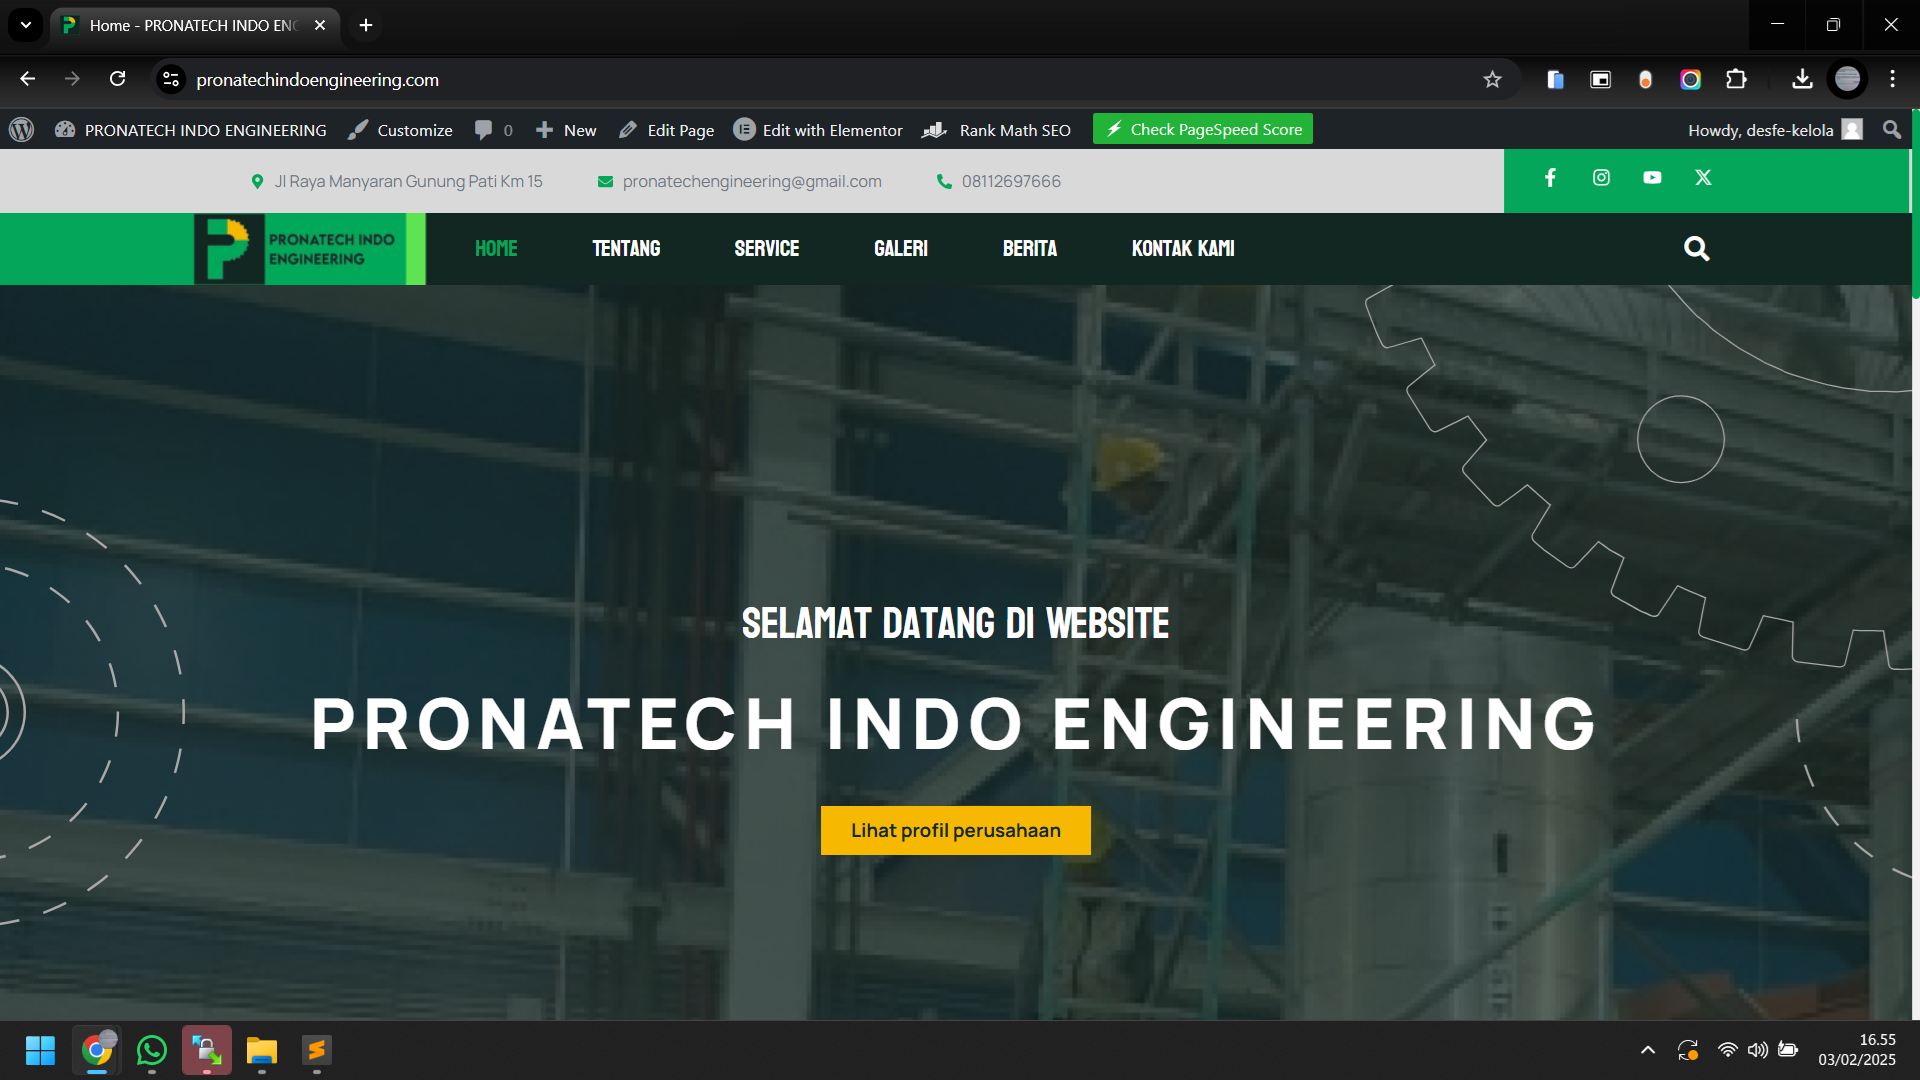 Home - PRONATECH INDO ENG
pronatechindoengineering.com
PRONATECH INDO ENGINEERING Customize 0 New Edit Page Edit with Elementor Rank Math SEO Check PageSpeed Score Howdy, desfe-kelola
Jl Raya Manyaran Gunung Pati Km 15 pronatechengineering@gmail.com 08112697666
PRONATECH INDO
ENGINEERING
HOME TENTANG SERVICE GALERI BERITA KONTAK KAMI
SELAMAT DATANG DI WEBSITE
PRONATECH INDO ENGINEERING
Lihat profil perusahaan
16.55
03/02/2025